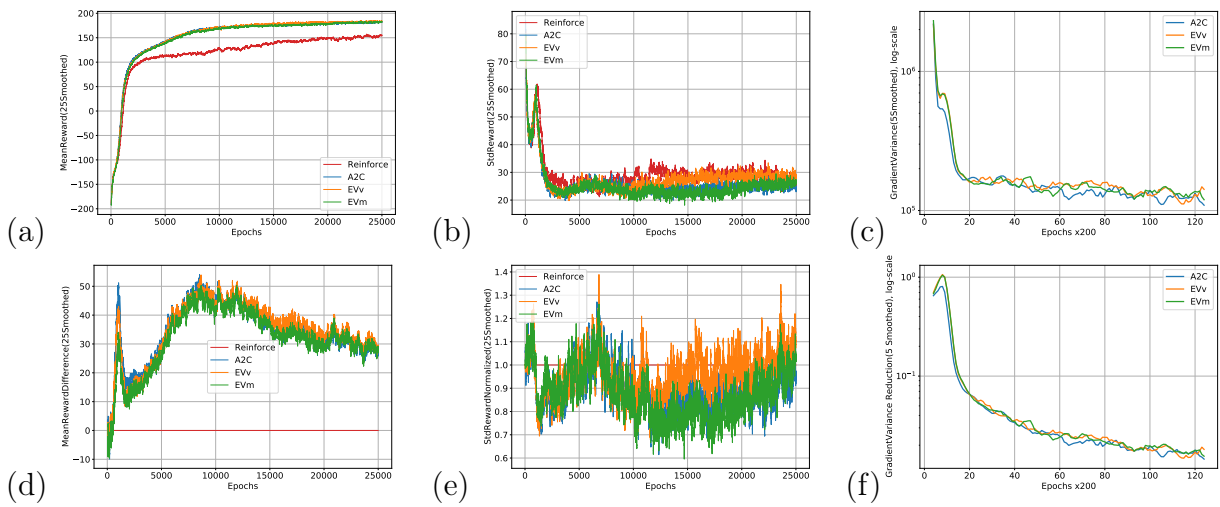 (a)
MeanReward(25Smoothed)
200
150
100
50
0
−50
−100
−150
−200
0 5000 10000 15000 20000 25000
Epochs
Reinforce
A2C
EVv
EVm
(b)
StdReward(25Smoothed)
80
70
60
50
40
30
20
0 5000 10000 15000 20000 25000
Epochs
Reinforce
A2C
EVv
EVm
(c)
GradientVariance(5Smoothed), log-scale
10^6
10^5
0 20 40 60 80 100 120
Epochs x200
A2C
EVv
EVm
(d)
MeanRewardDifference(25Smoothed)
50
40
30
20
10
0
−10
0 5000 10000 15000 20000 25000
Epochs
Reinforce
A2C
EVv
EVm
(e)
StdRewardNormalized(25Smoothed)
1.4
1.3
1.2
1.1
1.0
0.9
0.8
0.7
0.6
0 5000 10000 15000 20000 25000
Epochs
Reinforce
A2C
EVv
EVm
(f)
GradientVariance Reduction(5 Smoothed), log-scale
10^0
10^−1
0 20 40 60 80 100 120
Epochs x200
A2C
EVv
EVm